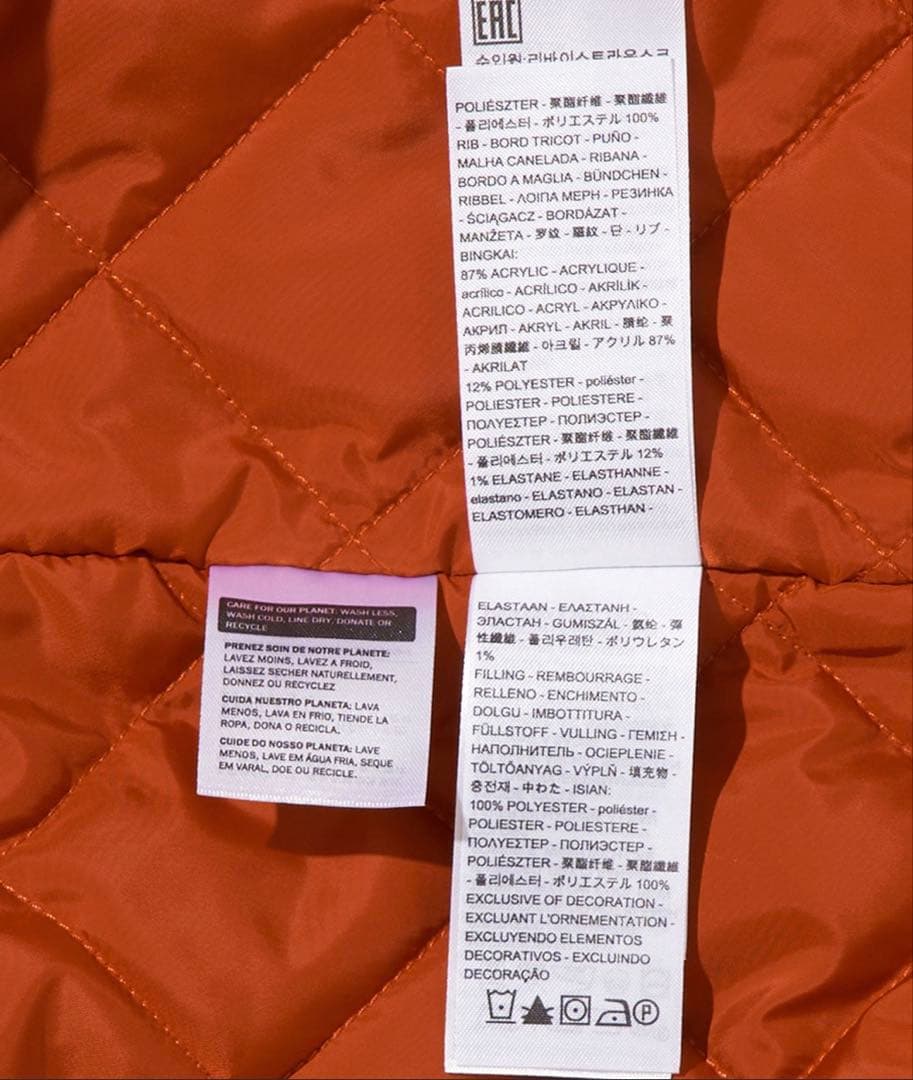 EAC
수입원:리바이스트라우스코
POLIÉSZTER - 聚酯纤维 - 聚酯纖維
- 폴리에스터 - ポリエステル 100%
RIB - BORD TRICOT - PUÑO -
MALHA CANELADA - RIBANA -
BORDO A MAGLIA - BÜNDCHEN -
RIBBEL - ΛΟΙΠΑ ΜΕΡΗ - РЕЗИНКА
- ŚCIĄGACZ - BORDÁZAT -
MANŽETA - 罗纹 - 羅紋 - 단 - リブ -
BINGKAI:
87% ACRYLIC - ACRYLIQUE -
acrílico - ACRÍLICO - AKRİLİK -
ACRILICO - ACRYL - ΑΚΡΥΛΙΚΟ -
АКРИЛ - AKRYL - AKRIL - 腈纶 - 聚
丙烯腈纖維 - 아크릴 - アクリル 87%
- AKRILAT
12% POLYESTER - poliéster -
POLIESTER - POLIESTERE -
ΠΟΛΥΕΣΤΕΡ - ПОЛИЭСТЕР -
POLIÉSZTER - 聚酯纤维 - 聚酯纖維
- 폴리에스터 - ポリエステル 12%
1% ELASTANE - ELASTHANNE -
elastano - ELASTANO - ELASTAN -
ELASTOMERO - ELASTHAN -
CARE FOR OUR PLANET: WASH LESS,
WASH COLD, LINE DRY, DONATE OR
RECYCLE
PRENEZ SOIN DE NOTRE PLANETE:
LAVEZ MOINS, LAVEZ A FROID,
LAISSEZ SECHER NATURELLEMENT,
DONNEZ OU RECYCLEZ
CUIDA NUESTRO PLANETA: LAVA
MENOS, LAVA EN FRIO, TIENDE LA
ROPA, DONA O RECICLA.
CUIDE DO NOSSO PLANETA: LAVE
MENOS, LAVE EM ÁGUA FRIA, SEQUE
EM VARAL, DOE OU RECICLE.
ELASTAAN - ΕΛΑΣΤΑΝΗ -
ЭЛАСТАН - GUMISZÁL - 氨纶 - 弹
性纖維 - 폴리우레탄 - ポリウレタン
1%
FILLING - REMBOURRAGE -
RELLENO - ENCHIMENTO -
DOLGU - IMBOTTITURA -
FÜLLSTOFF - VULLING - ΓΕΜΙΣΗ -
НАПОЛНИТЕЛЬ - OCIEPLENIE -
TÖLTŐANYAG - VÝPLŇ - 填充物 -
충전재 - 中わた - ISIAN:
100% POLYESTER - poliéster -
POLIESTER - POLIESTERE -
ΠΟΛΥΕΣΤΕΡ - ПОЛИЭСТЕР -
POLIÉSZTER - 聚酯纤维 - 聚酯纖維
- 폴리에스터 - ポリエステル 100%
EXCLUSIVE OF DECORATION -
EXCLUANT L'ORNEMENTATION -
EXCLUYENDO ELEMENTOS
DECORATIVOS - EXCLUINDO
DECORAÇÃO
P